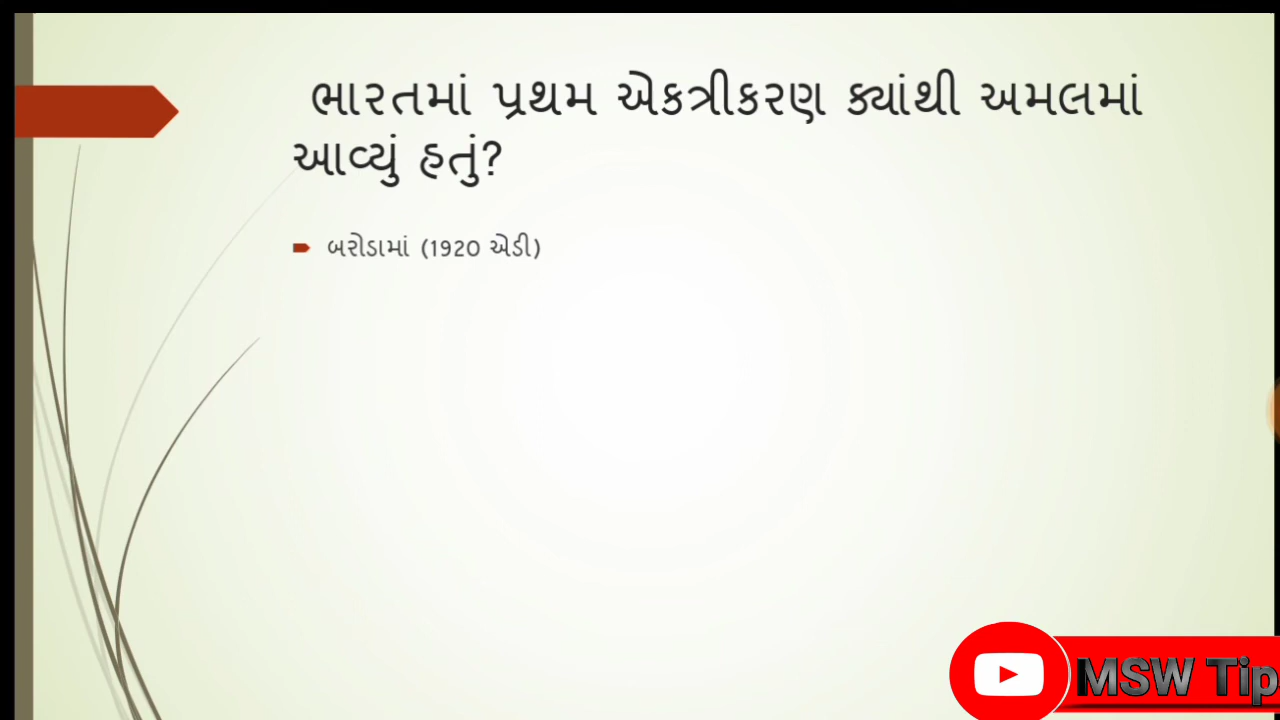 ભારતમાં પ્રથમ એકત્રીકરણ ક્યાંથી અમલમાં
આવ્યું હતું?
બરોડામાં (1920 એડી)
MSW Tip